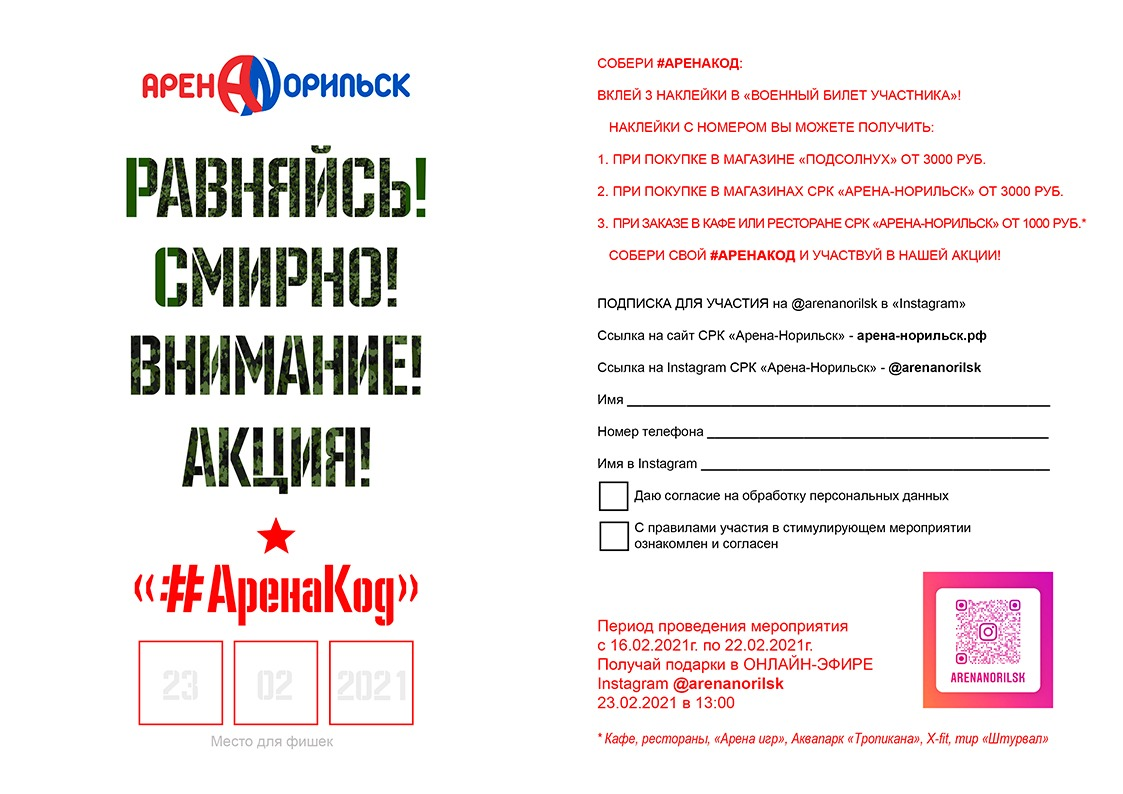 АРЕНАNОРИЛЬСК
РАВНЯЙСЬ!
СМИРНО!
ВНИМАНИЕ!
АКЦИЯ!
«#АренаКод»
23 02 2021
Место для фишек
СОБЕРИ #АРЕНАКОД:
ВКЛЕЙ 3 НАКЛЕЙКИ В «ВОЕННЫЙ БИЛЕТ УЧАСТНИКА»!
НАКЛЕЙКИ С НОМЕРОМ ВЫ МОЖЕТЕ ПОЛУЧИТЬ:
1. ПРИ ПОКУПКЕ В МАГАЗИНЕ «ПОДСОЛНУХ» ОТ 3000 РУБ.
2. ПРИ ПОКУПКЕ В МАГАЗИНАХ СРК «АРЕНА-НОРИЛЬСК» ОТ 3000 РУБ.
3. ПРИ ЗАКАЗЕ В КАФЕ ИЛИ РЕСТОРАНЕ СРК «АРЕНА-НОРИЛЬСК» ОТ 1000 РУБ.*
СОБЕРИ СВОЙ #АРЕНАКОД И УЧАСТВУЙ В НАШЕЙ АКЦИИ!
ПОДПИСКА ДЛЯ УЧАСТИЯ на @arenanorilsk в «Instagram»
Ссылка на сайт СРК «Арена-Норильск» - арена-норильск.рф
Ссылка на Instagram СРК «Арена-Норильск» - @arenanorilsk
Имя
Номер телефона
Имя в Instagram
Даю согласие на обработку персональных данных
С правилами участия в стимулирующем мероприятии
ознакомлен и согласен
Период проведения мероприятия
с 16.02.2021г. по 22.02.2021г.
Получай подарки в ОНЛАЙН-ЭФИРЕ
Instagram @arenanorilsk
23.02.2021 в 13:00
ARENANORILSK
* Кафе, рестораны, «Арена игр», Аквапарк «Тропикана», X-fit, тир «Штурвал»